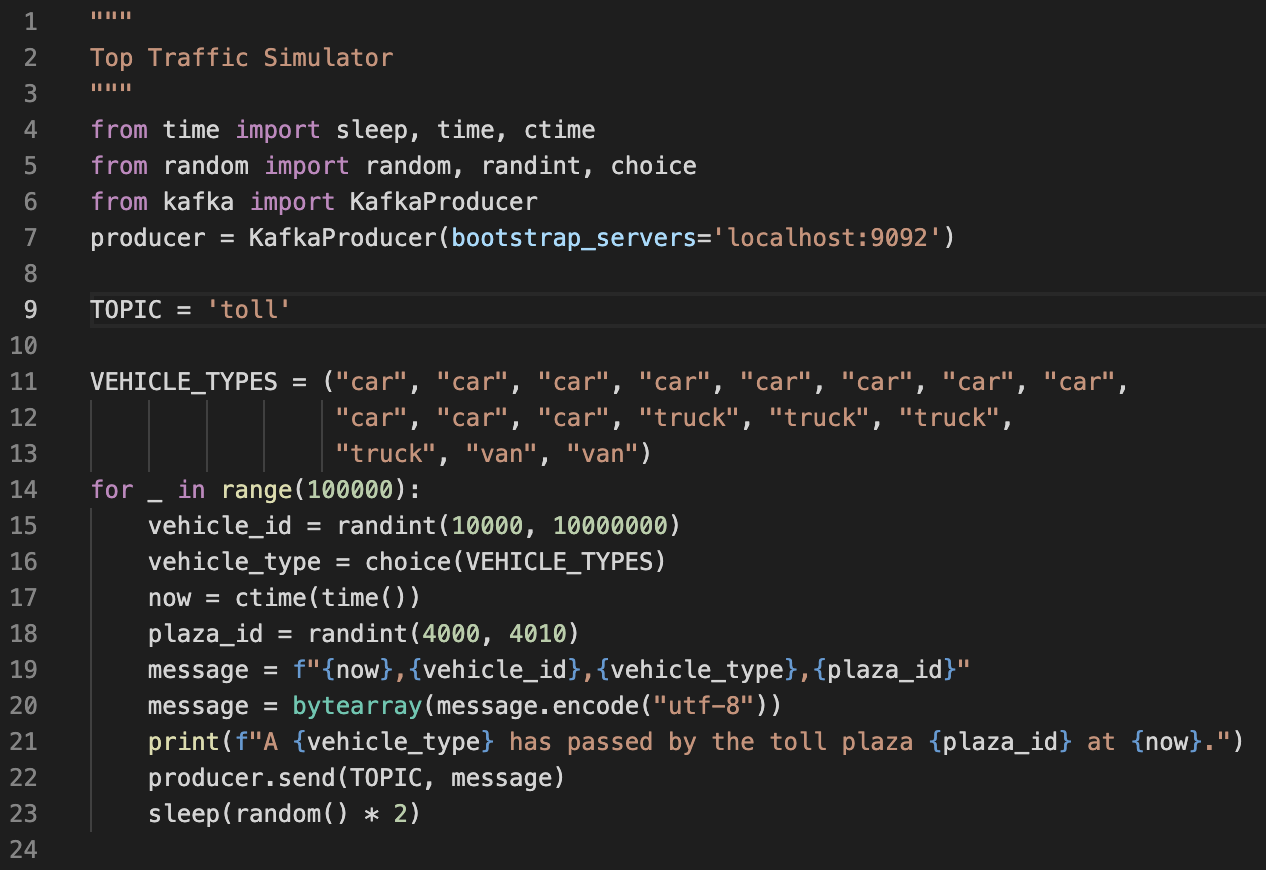 1 """
2 Top Traffic Simulator
3 """
4 from time import sleep, time, ctime
5 from random import random, randint, choice
6 from kafka import KafkaProducer
7 producer = KafkaProducer(bootstrap_servers='localhost:9092')
8
9 TOPIC = 'toll'
10
11 VEHICLE_TYPES = ("car", "car", "car", "car", "car", "car", "car", "car",
12                  "car", "car", "car", "truck", "truck", "truck",
13                  "truck", "van", "van")
14 for _ in range(100000):
15     vehicle_id = randint(10000, 10000000)
16     vehicle_type = choice(VEHICLE_TYPES)
17     now = ctime(time())
18     plaza_id = randint(4000, 4010)
19     message = f"{now},{vehicle_id},{vehicle_type},{plaza_id}"
20     message = bytearray(message.encode("utf-8"))
21     print(f"A {vehicle_type} has passed by the toll plaza {plaza_id} at {now}.")
22     producer.send(TOPIC, message)
23     sleep(random() * 2)
24